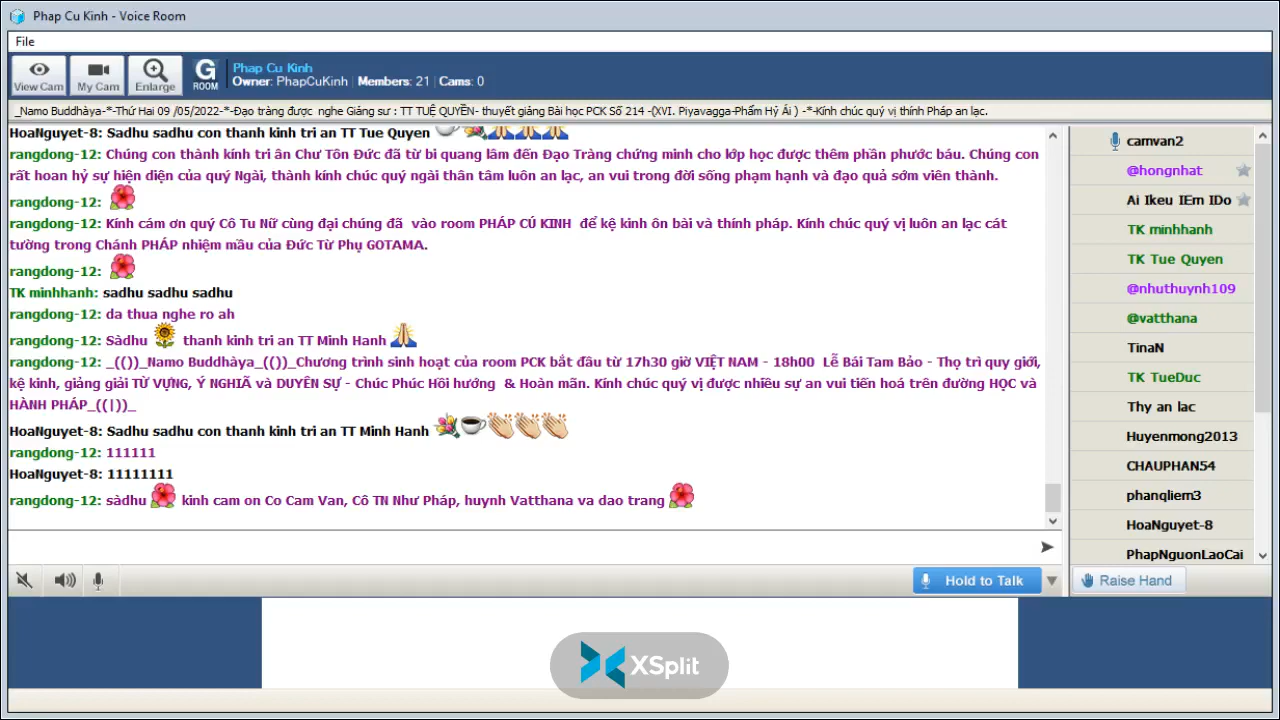 Phap Cu Kinh - Voice Room
File
View Cam
My Cam
Enlarge
G
ROOM
Phap Cu Kinh
Owner: PhapCuKinh | Members: 21 | Cams: 0
_Namo Buddhàya-*-Thứ Hai 09 /05/2022-*-Đạo tràng được nghe Giảng sư : TT TUỆ QUYỀN- thuyết giảng Bài học PCK Số 214 -(XVI. Piyavagga-Phẩm Hỷ Ái ) -*-Kính chúc quý vị thính Pháp an lạc.
HoaNguyet-8: Sadhu sadhu con thanh kinh tri an TT Tue Quyen
rangdong-12: Chúng con thành kính tri ân Chư Tôn Đức đã từ bi quang lâm đến Đạo Tràng chứng minh cho lớp học được thêm phần phước báu. Chúng con
rất hoan hỷ sự hiện diện của quý Ngài, thành kính chúc quý ngài thân tâm luôn an lạc, an vui trong đời sống phạm hạnh và đạo quả sớm viên thành.
rangdong-12:
rangdong-12: Kính cám ơn quý Cô Tu Nữ cùng đại chúng đã vào room PHÁP CÚ KINH để kệ kinh ôn bài và thính pháp. Kính chúc quý vị luôn an lạc cát
tường trong Chánh PHÁP nhiệm mầu của Đức Từ Phụ GOTAMA.
rangdong-12:
TK minhhanh: sadhu sadhu sadhu
rangdong-12: da thua nghe ro ah
rangdong-12: Sàdhu thanh kinh tri an TT Minh Hanh
rangdong-12: _(())_Namo Buddhàya_(())_Chương trình sinh hoạt của room PCK bắt đầu từ 17h30 giờ VIỆT NAM - 18h00 Lễ Bái Tam Bảo - Thọ trì quy giới,
kệ kinh, giảng giải TỪ VỰNG, Ý NGHIÃ và DUYÊN SỰ - Chúc Phúc Hồi hướng & Hoàn mãn. Kính chúc quý vị được nhiều sự an vui tiến hoá trên đường HỌC và
HÀNH PHÁP_((|))_
HoaNguyet-8: Sadhu sadhu con thanh kinh tri an TT Minh Hanh
rangdong-12: 111111
HoaNguyet-8: 11111111
rangdong-12: sàdhu kinh cam on Co Cam Van, Cô TN Như Pháp, huynh Vatthana va dao trang
Hold to Talk
camvan2
@hongnhat
Ai Ikeu IEm IDo
TK minhhanh
TK Tue Quyen
@nhuthuynh109
@vatthana
TinaN
TK TueDuc
Thy an lac
Huyenmong2013
CHAUPHAN54
phanqliem3
HoaNguyet-8
PhapNguonLaoCai
Raise Hand
XSplit